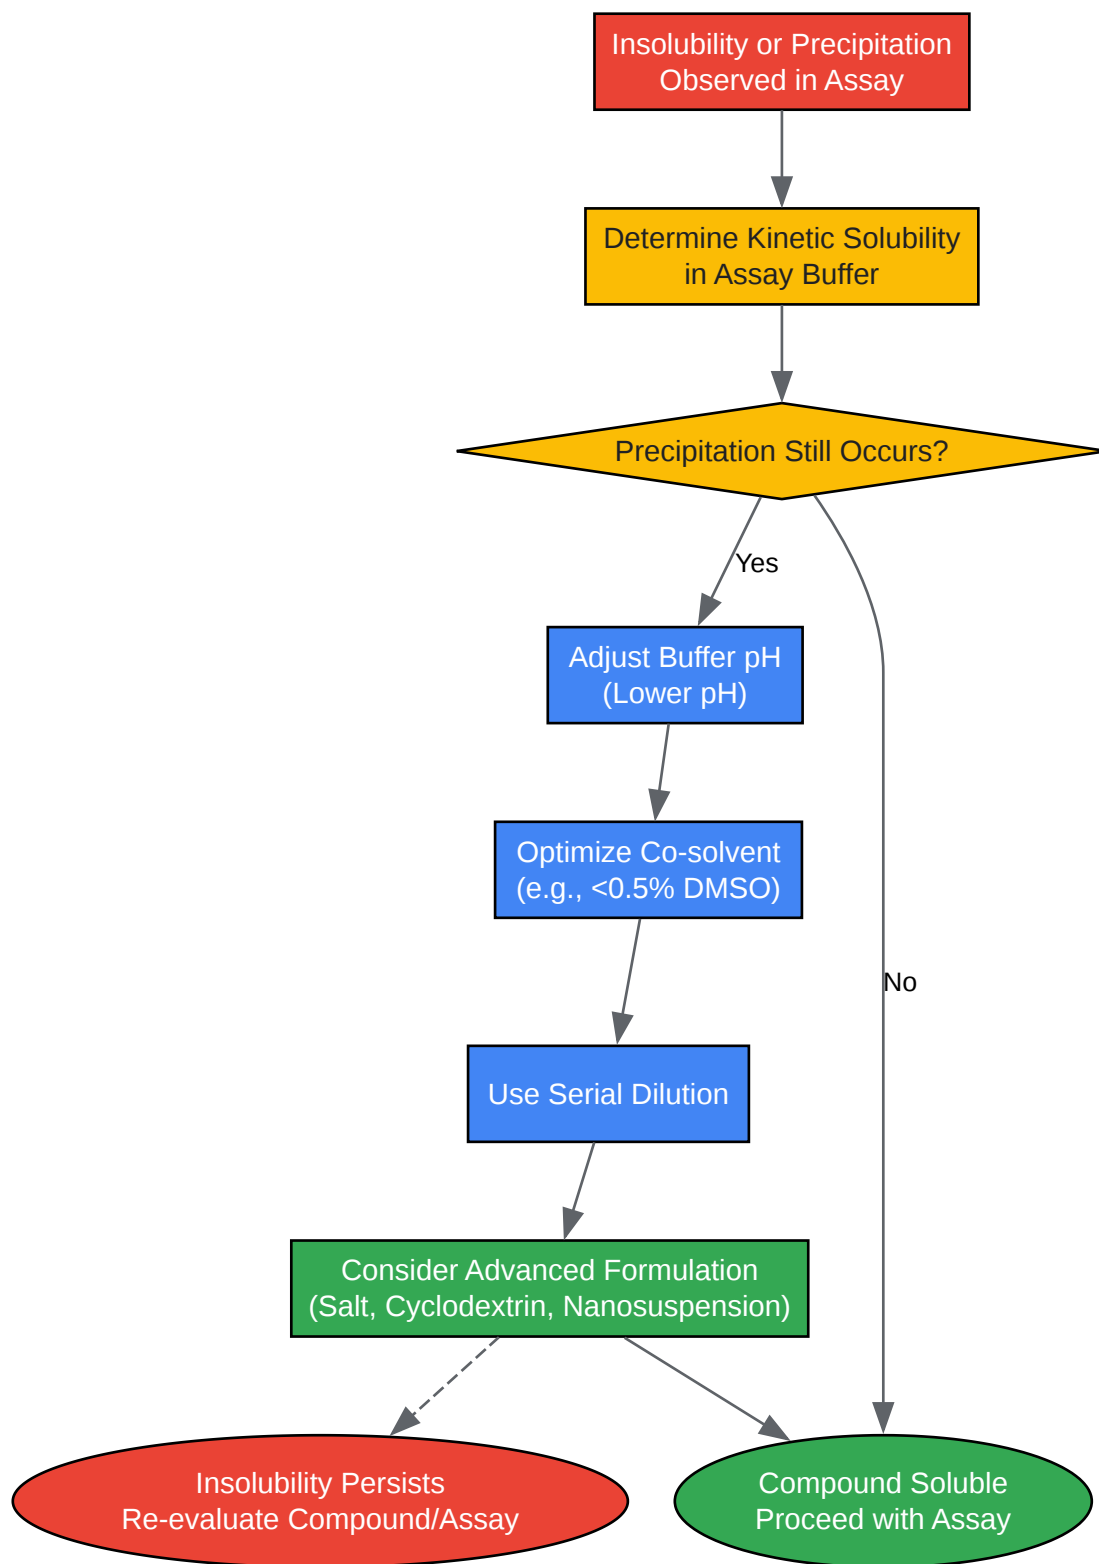 Insolubility or Precipitation
Observed in Assay
Determine Kinetic Solubility
in Assay Buffer
Precipitation Still Occurs?
Yes
Adjust Buffer pH
(Lower pH)
Optimize Co-solvent
(e.g., <0.5% DMSO)
No
Use Serial Dilution
Consider Advanced Formulation
(Salt, Cyclodextrin, Nanosuspension)
Insolubility Persists
Re-evaluate Compound/Assay
Compound Soluble
Proceed with Assay